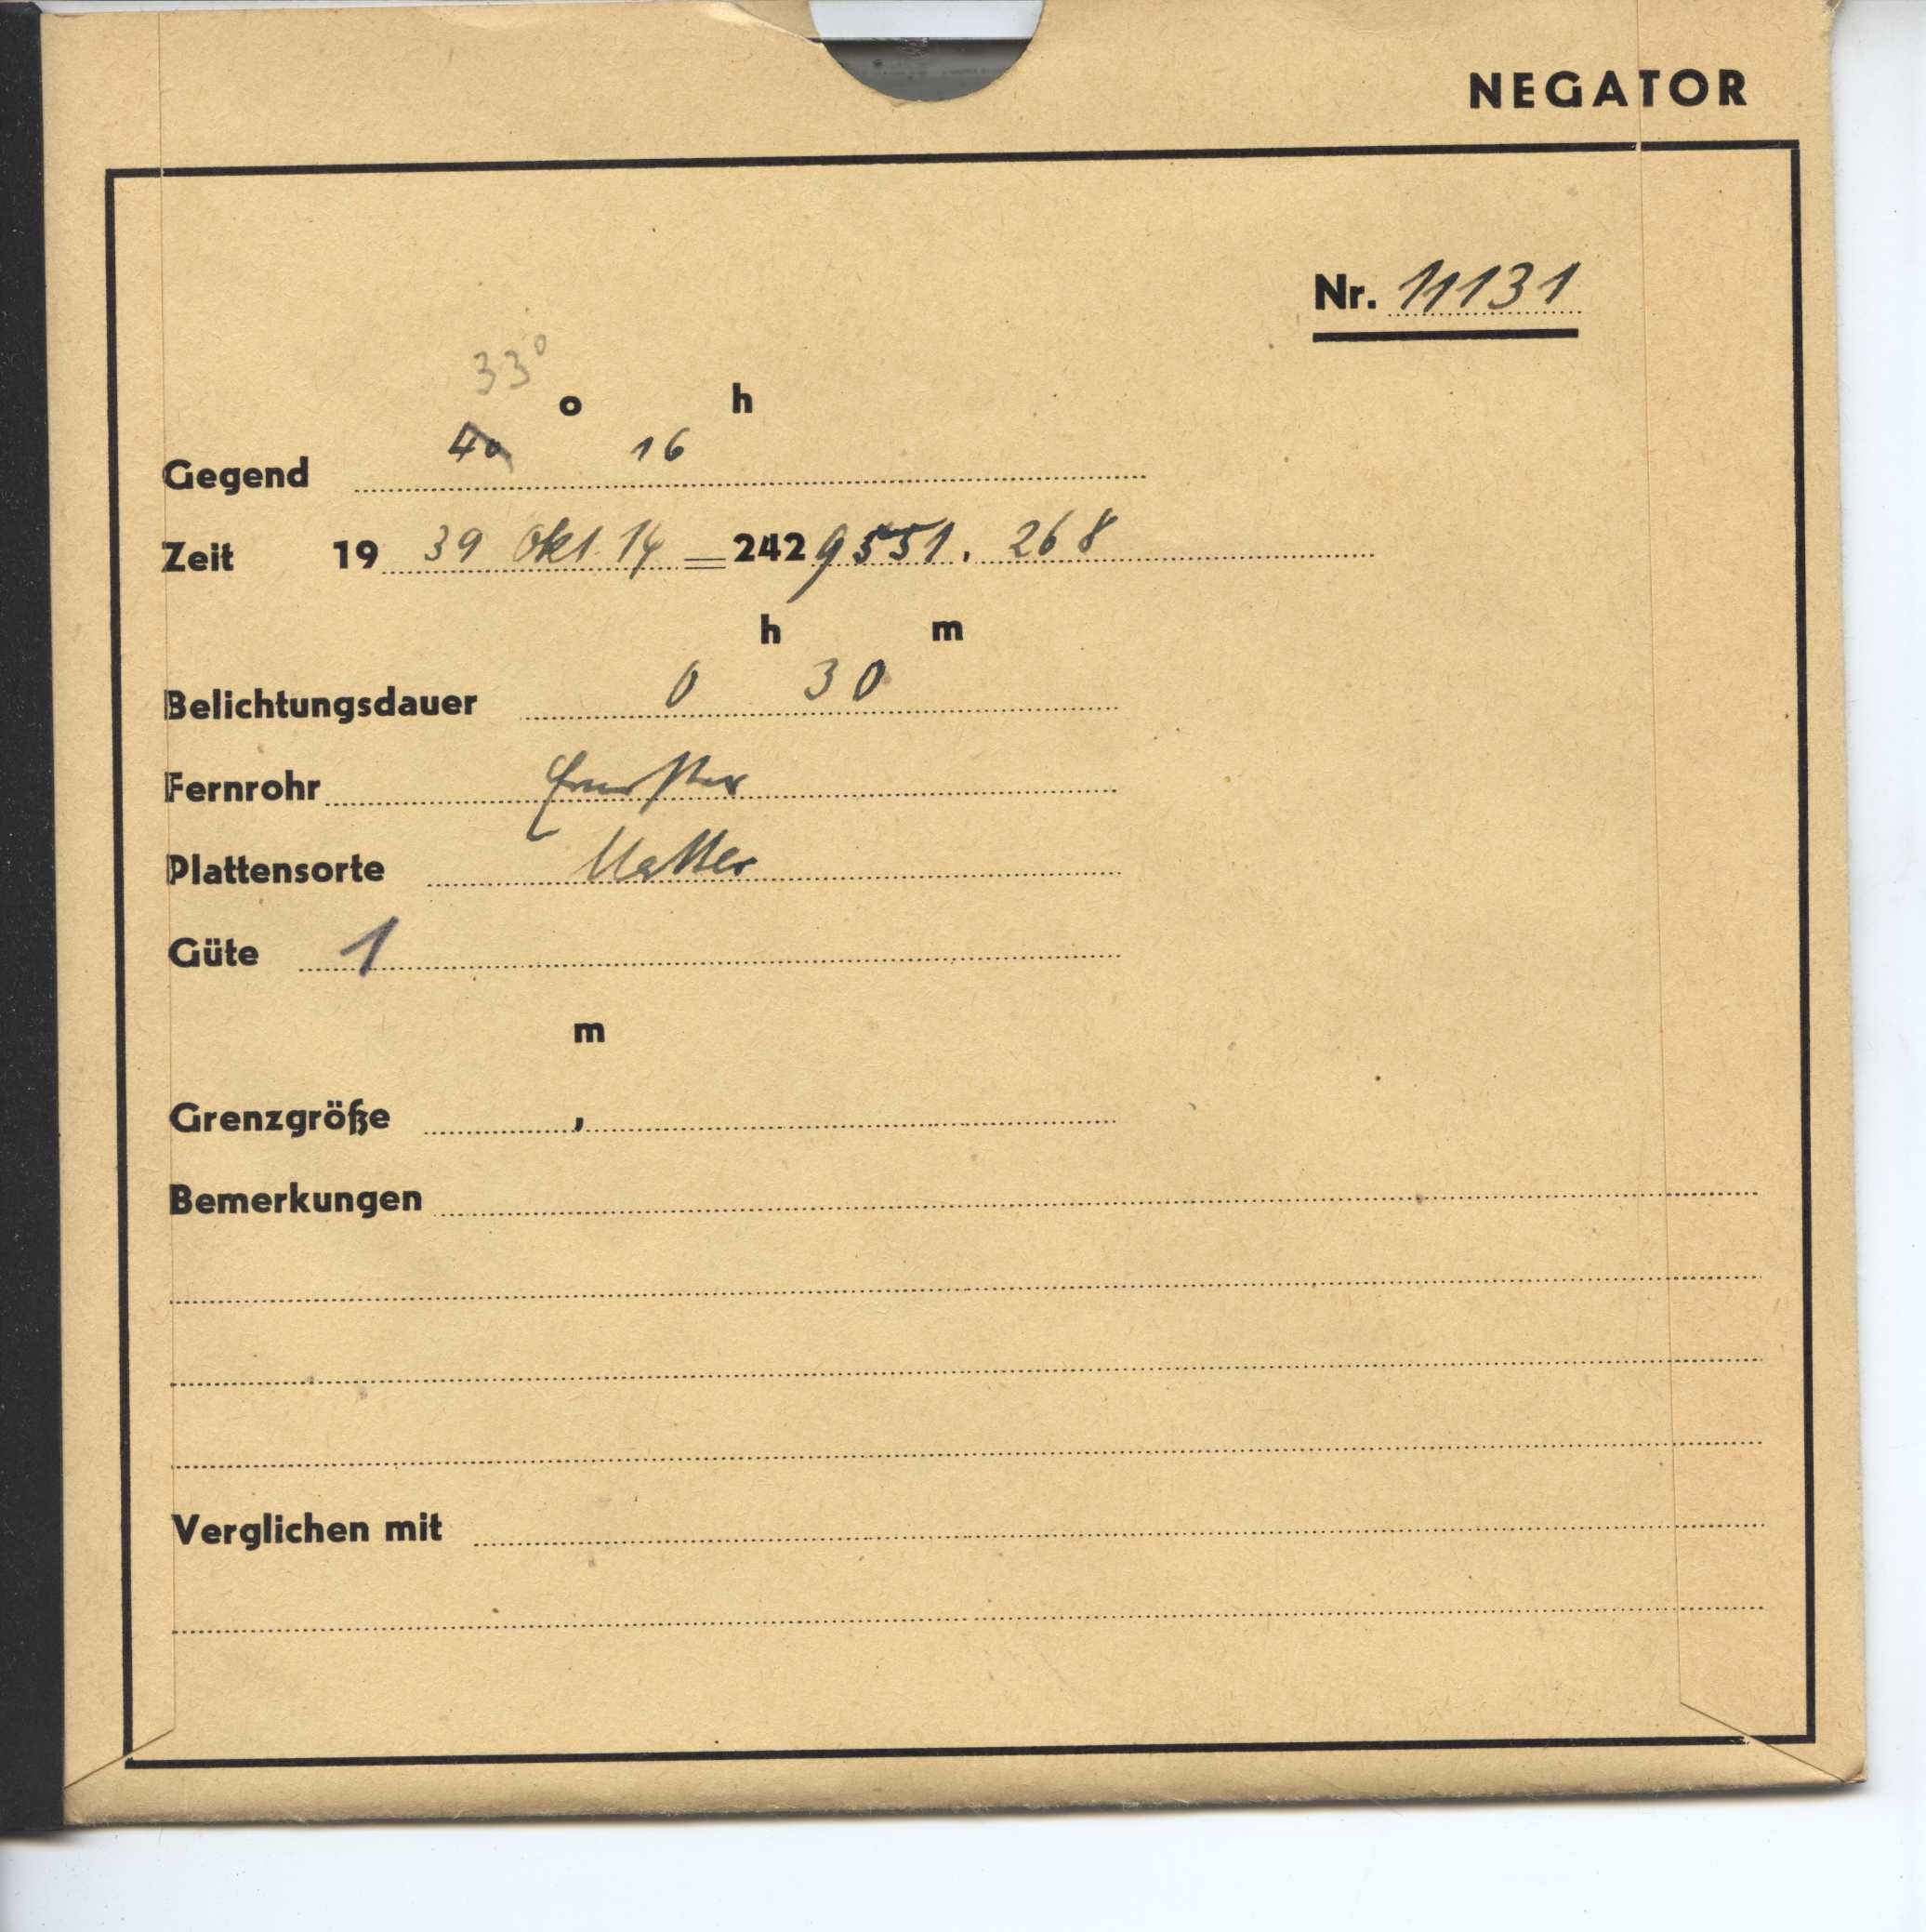 NEGATOR
Nr. 11131
33°
o h
Gegend 40 16
Zeit 19 39 Okt. 14 = 242 9551. 268
h m
Belichtungsdauer 0 30
Fernrohr
Plattensorte
Güte 1
m
Grenzgröße ,
Bemerkungen
Verglichen mit